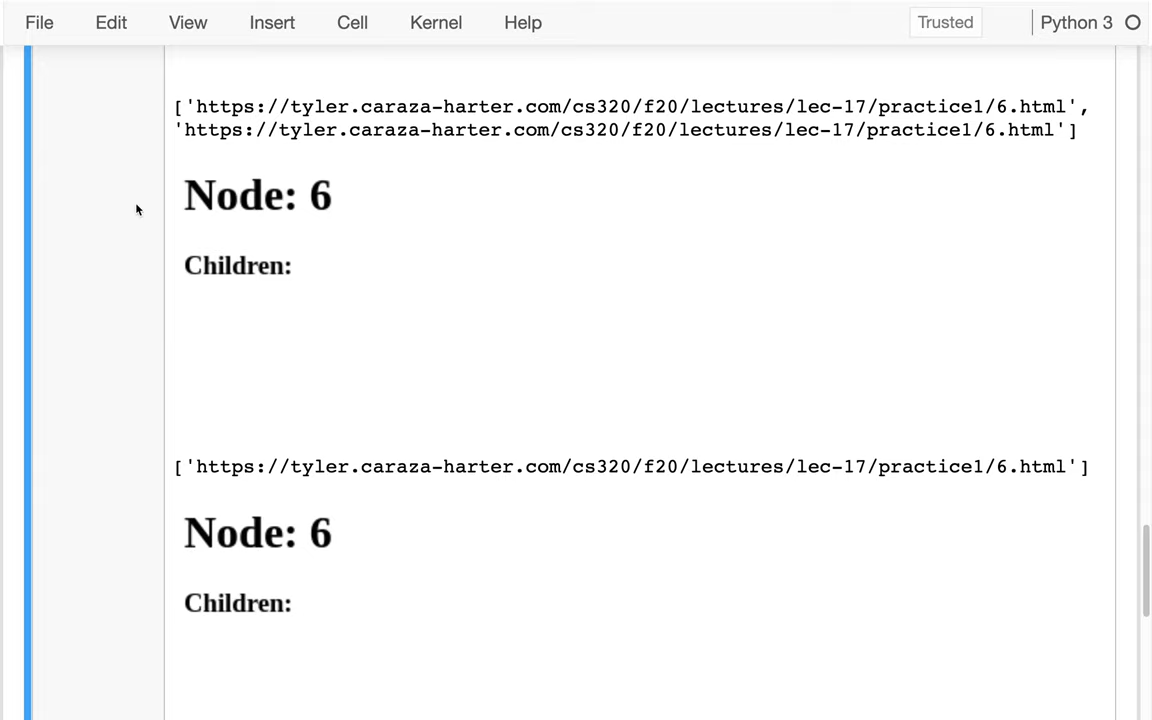 File Edit View Insert Cell Kernel Help Trusted Python 3
['https://tyler.caraza-harter.com/cs320/f20/lectures/lec-17/practice1/6.html',
'https://tyler.caraza-harter.com/cs320/f20/lectures/lec-17/practice1/6.html']
Node: 6
Children:
['https://tyler.caraza-harter.com/cs320/f20/lectures/lec-17/practice1/6.html']
Node: 6
Children: